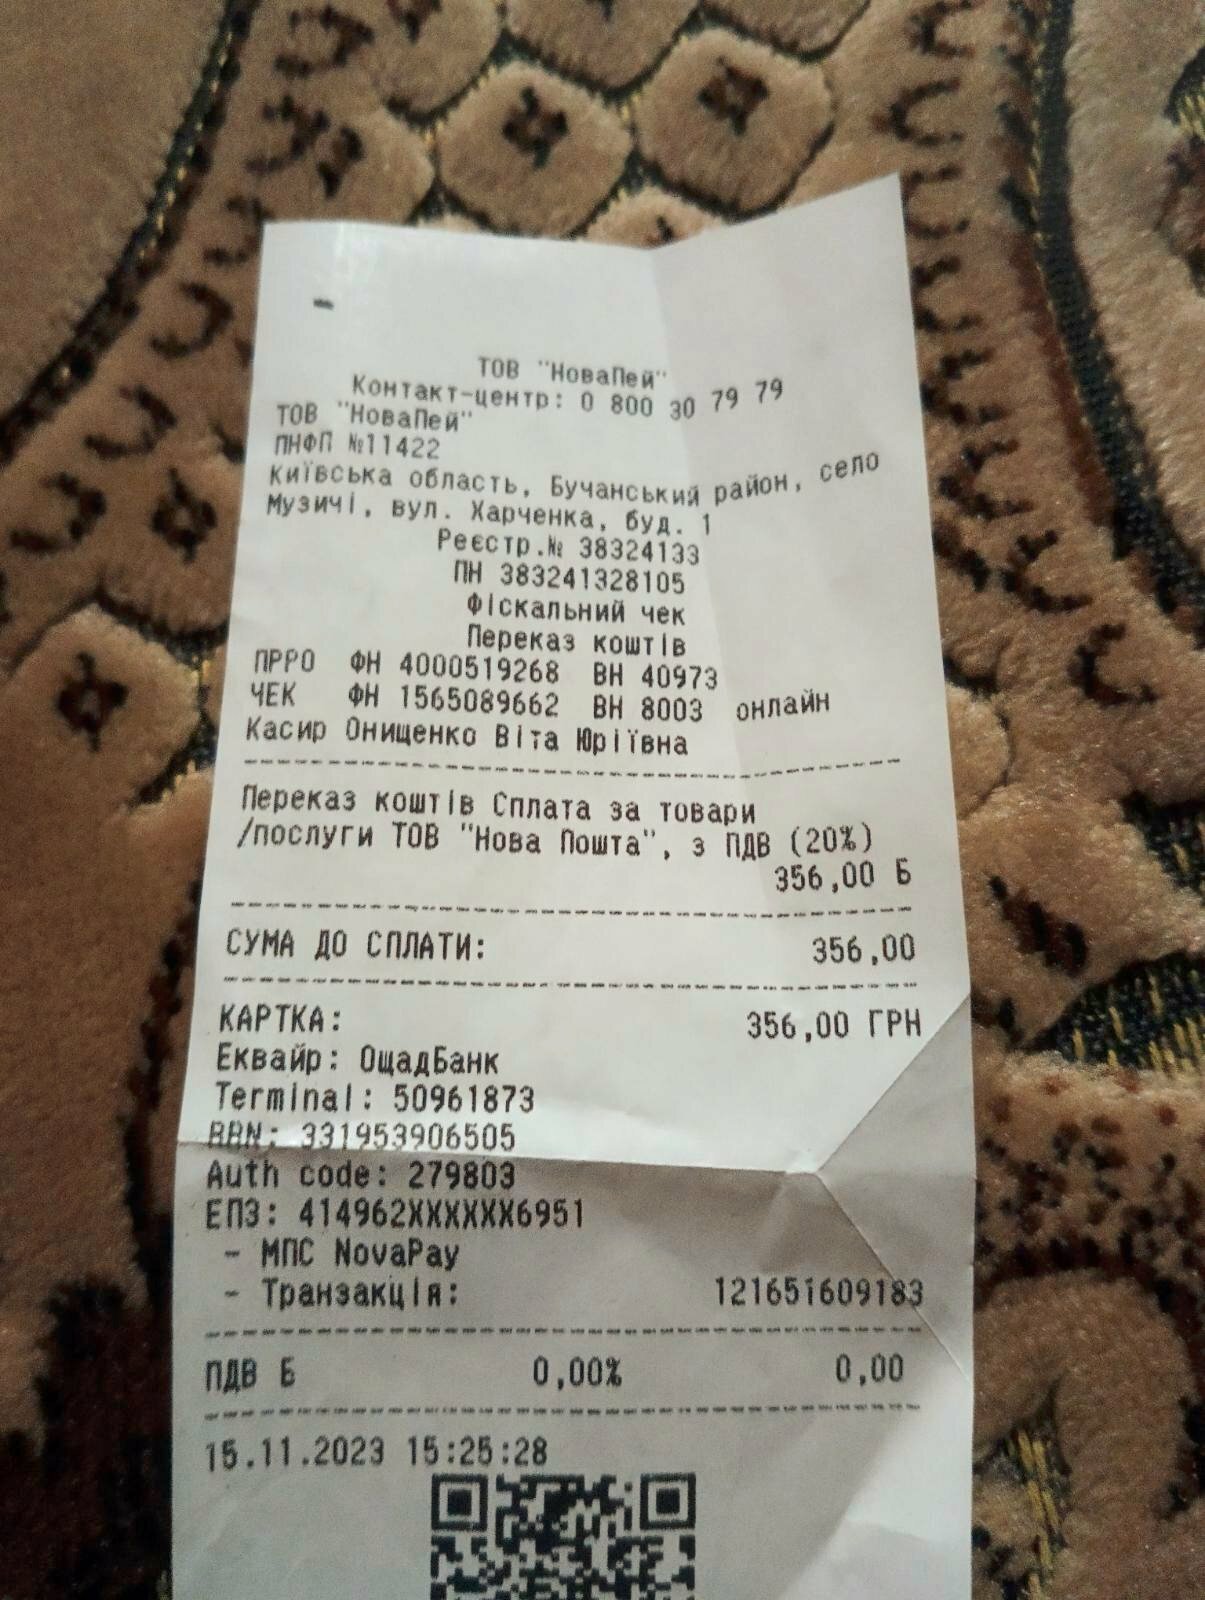 ТОВ "НоваПей"
Контакт-центр: 0 800 30 79 79
ТОВ "НоваПей"
ПНФП №11422
Київська область, Бучанський район, село
Музичі, вул. Харченка, буд. 1
Реєстр.№ 38324133
ПН 383241328105
Фіскальний чек
Переказ коштів
ПРРО ФН 4000519268 ВН 40973
ЧЕК ФН 1565089662 ВН 8003 онлайн
Касир Онищенко Віта Юріївна
Переказ коштів Сплата за товари
/послуги ТОВ "Нова Пошта", з ПДВ (20%)
356,00 Б
СУМА ДО СПЛАТИ: 356,00
КАРТКА: 356,00 ГРН
Еквайр: ОщадБанк
Terminal: 50961873
RRN: 331953906505
Auth code: 279803
ЕПЗ: 414962XXXXXX6951
- МПС NovaPay
- Транзакція: 121651609183
ПДВ Б 0,00% 0,00
15.11.2023 15:25:28